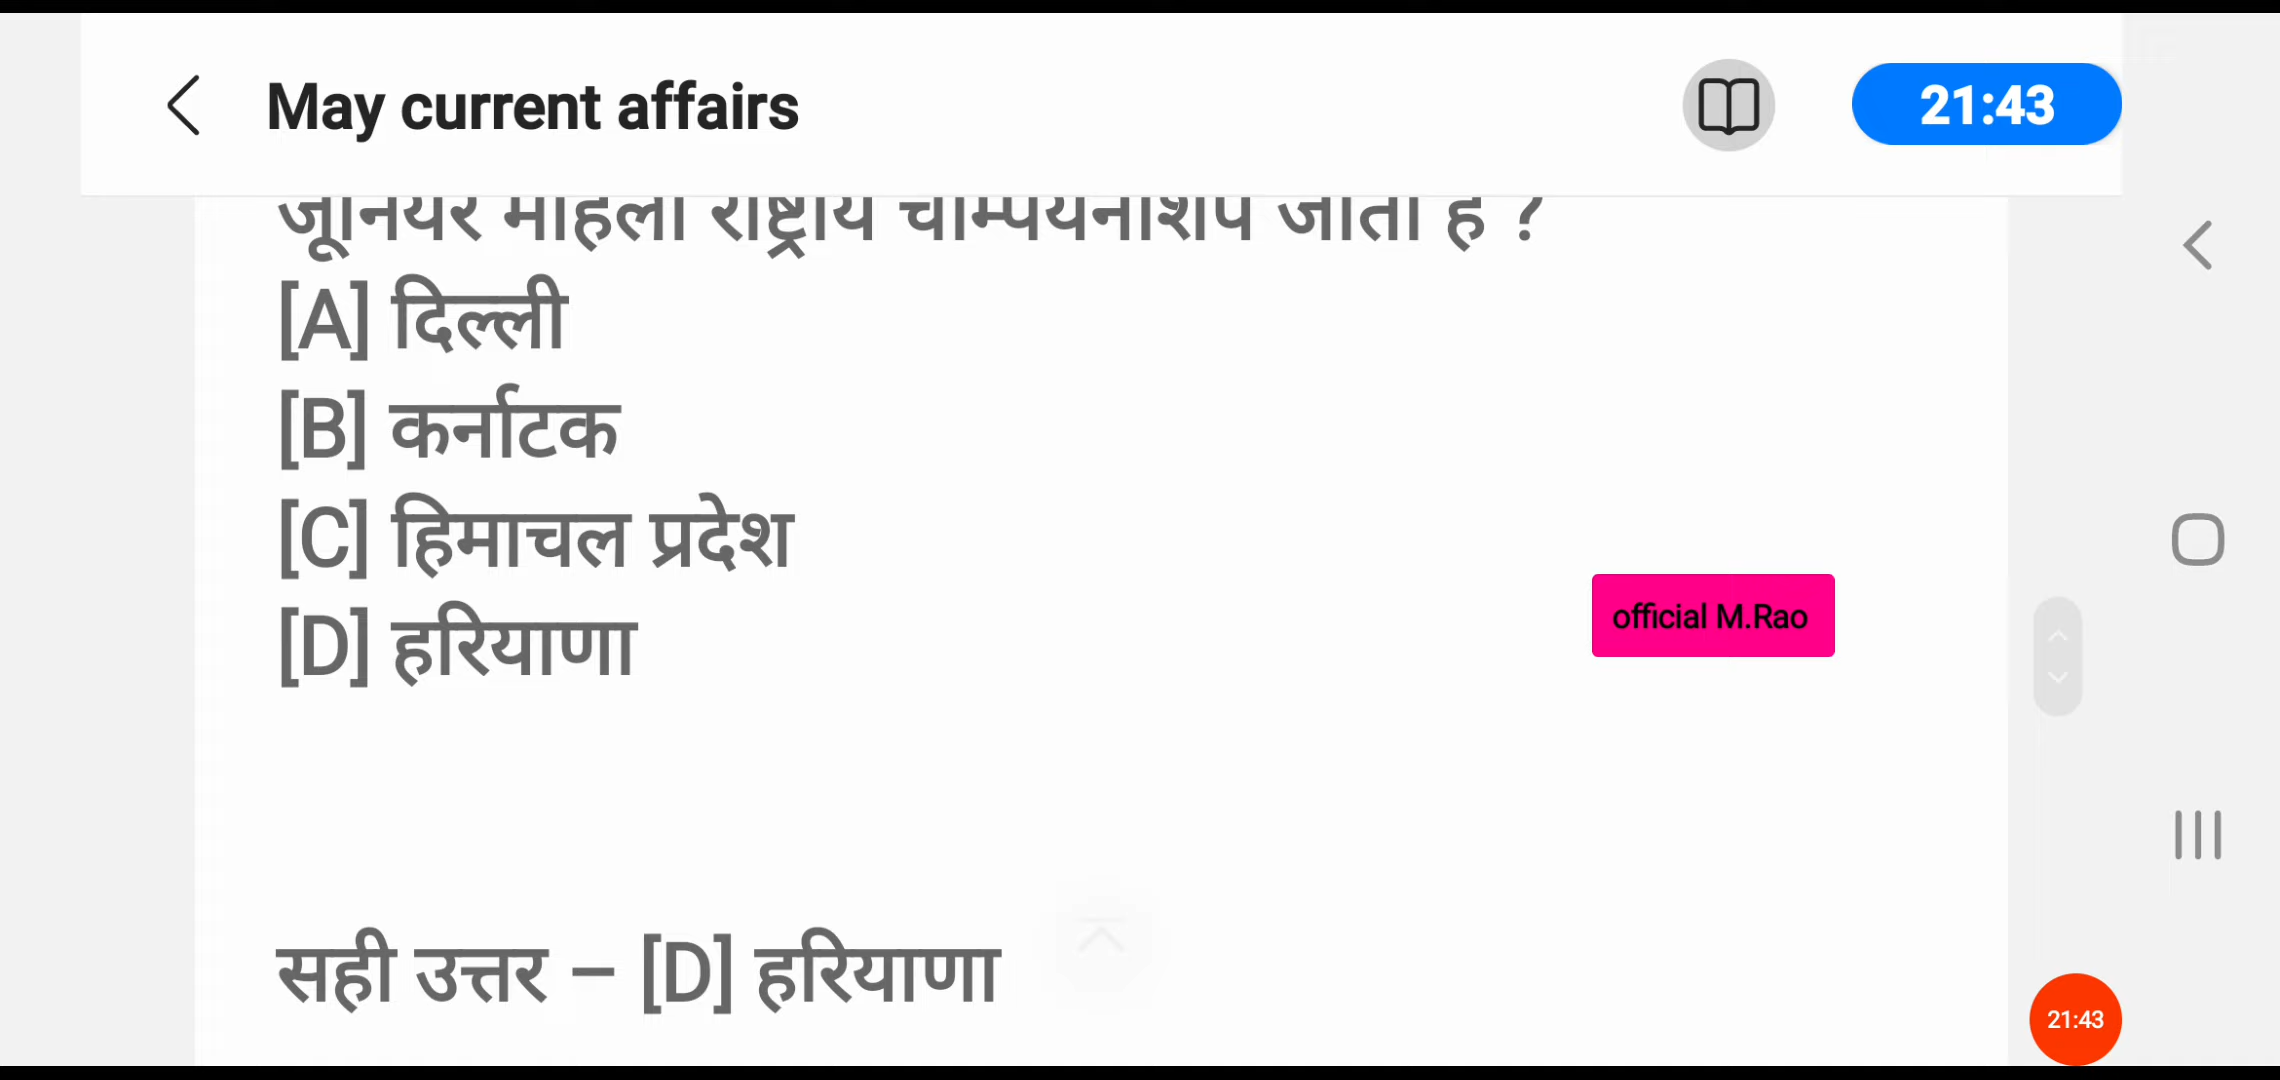 May current affairs
21:43
जूनियर महिला राष्ट्रीय चैम्पियनशिप जीती है ?
[A] दिल्ली
[B] कर्नाटक
[C] हिमाचल प्रदेश
[D] हरियाणा
official M.Rao
सही उत्तर – [D] हरियाणा
21:43